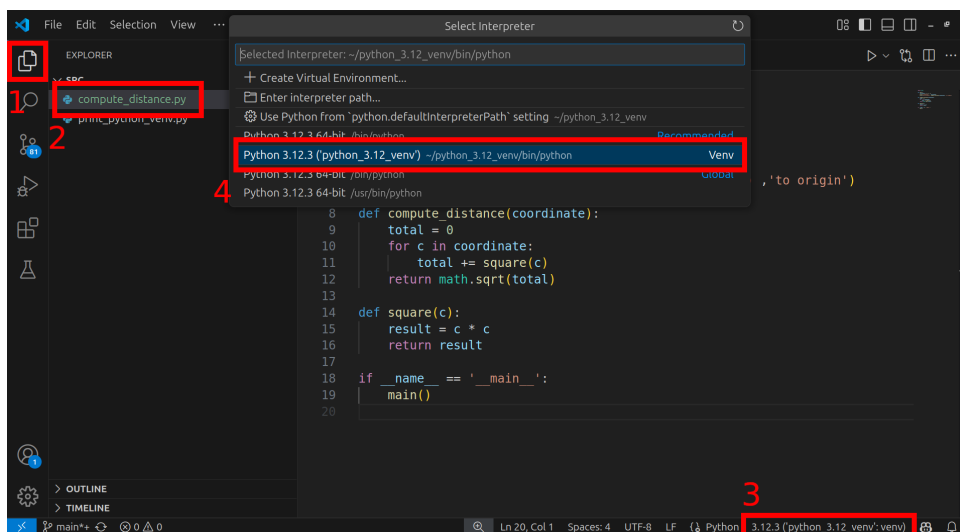 File Edit Selection View ···
Select Interpreter
EXPLORER
Selected Interpreter: ~/python_3.12_venv/bin/python
SRC
+ Create Virtual Environment...
1
compute_distance.py
Enter interpreter path...
Use Python from `python.defaultInterpreterPath` setting ~/python_3.12_venv
print_python_venv.py
2
Python 3.12.3 64-bit /bin/python Recommended
81
Python 3.12.3 ('python_3.12_venv') ~/python_3.12_venv/bin/python Venv
Python 3.12.3 64-bit /bin/python Global
4
Python 3.12.3 64-bit /usr/bin/python
,'to origin')
8 def compute_distance(coordinate):
9 total = 0
10 for c in coordinate:
11 total += square(c)
12 return math.sqrt(total)
13
14 def square(c):
15 result = c * c
16 return result
17
18 if __name__ == '__main__':
19 main()
20
1
OUTLINE
TIMELINE
3
main*+ 0 0 Ln 20, Col 1 Spaces: 4 UTF-8 LF Python 3.12.3 ('python_3.12_venv': venv)